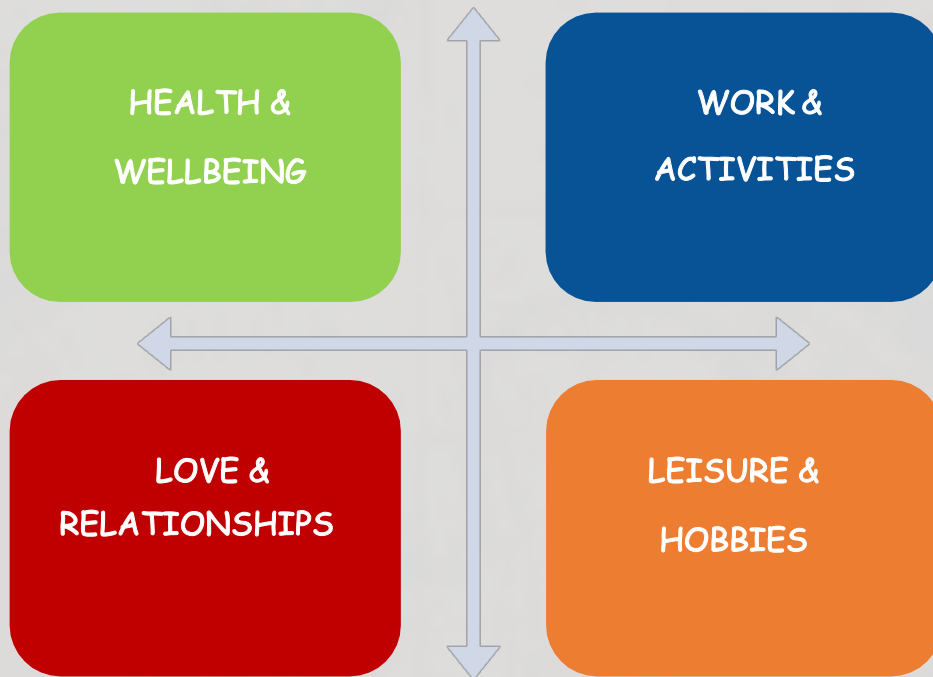 HEALTH &
WELLBEING
WORK &
ACTIVITIES
LOVE &
RELATIONSHIPS
LEISURE &
HOBBIES